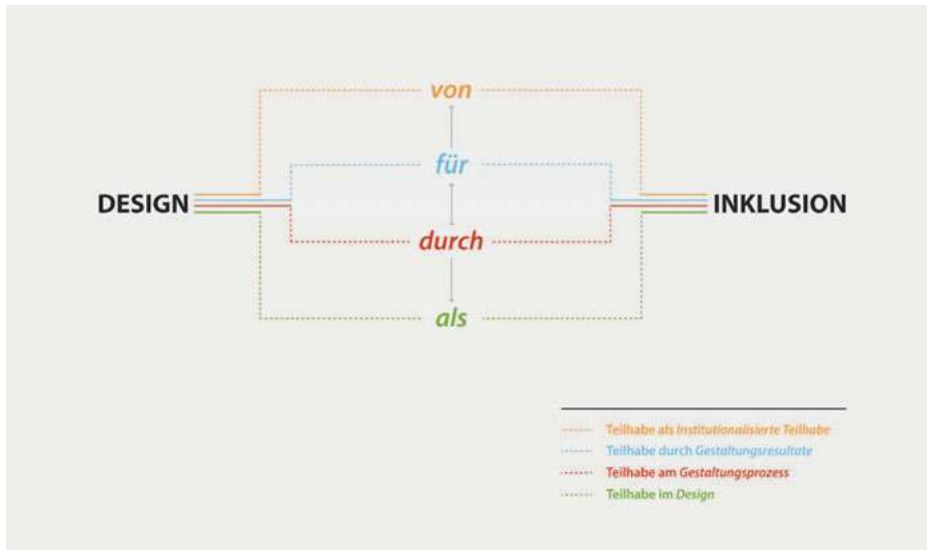 von
für
DESIGN INKLUSION
durch
als
Teilhabe als Institutionalisierte Teilhabe
Teilhabe durch Gestaltungsresultate
Teilhabe am Gestaltungsprozess
Teilhabe im Design